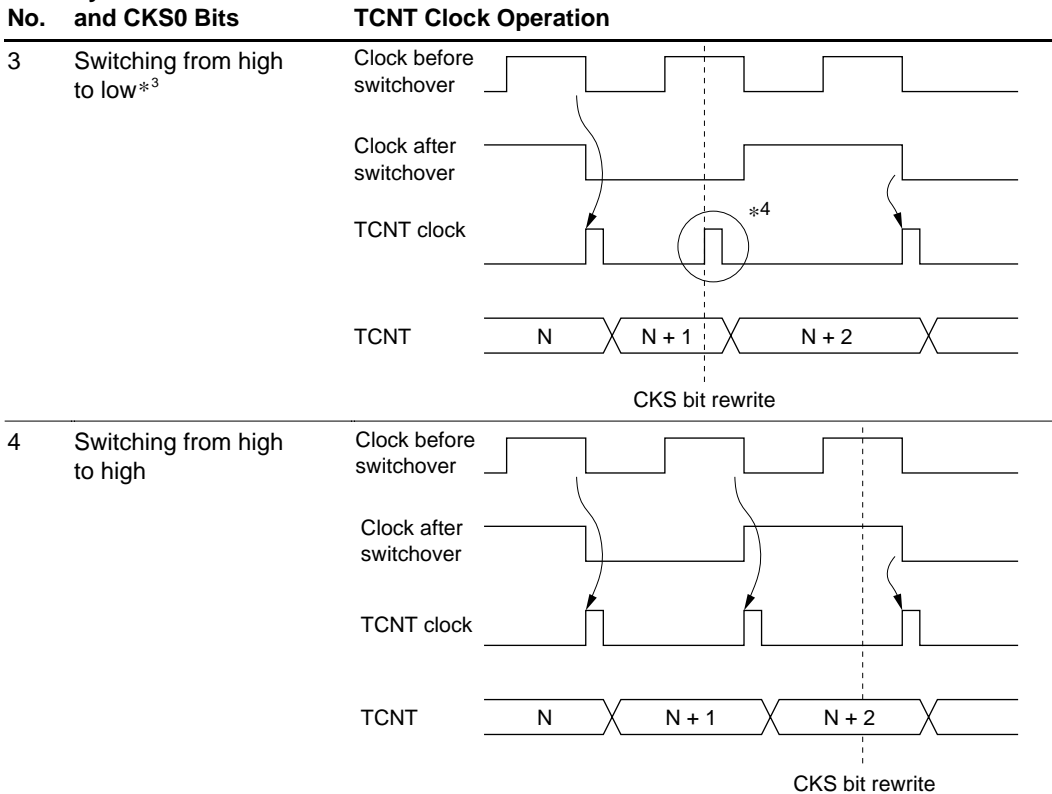 No. and CKS0 Bits TCNT Clock Operation
3 Switching from high to low*3
Clock before switchover
Clock after switchover
*4
TCNT clock
TCNT N N + 1 N + 2
CKS bit rewrite
4 Switching from high to high
Clock before switchover
Clock after switchover
TCNT clock
TCNT N N + 1 N + 2
CKS bit rewrite